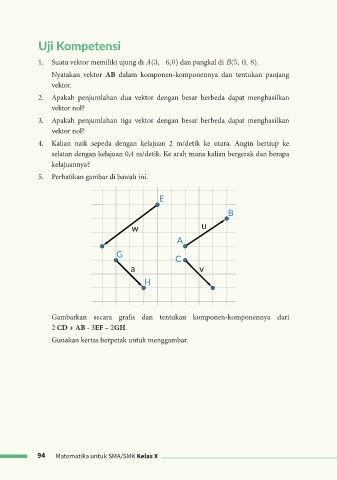 Uji Kompetensi
1. Suatu vektor memiliki ujung di A(3, 6,0) dan pangkal di B(5, 0, 8).
Nyatakan vektor AB dalam komponen-komponennya dan tentukan panjang
vektor.
2. Apakah penjumlahan dua vektor dengan besar berbeda dapat menghasilkan
vektor nol?
3. Apakah penjumlahan tiga vektor dengan besar berbeda dapat menghasilkan
vektor nol?
4. Kalian naik sepeda dengan kelajuan 2 m/detik ke utara. Angin bertiup ke
selatan dengan kelajuan 0,4 m/detik. Ke arah mana kalian bergerak dan berapa
kelajuannya?
5. Perhatikan gambar di bawah ini.
E
B
w
u
A
G
C
a
v
H
Gambarkan secara grafis dan tentukan komponen-komponennya dari
2 CD + AB - 3EF – 2GH.
Gunakan kertas berpetak untuk menggambar.
94 Matematika untuk SMA/SMK Kelas X